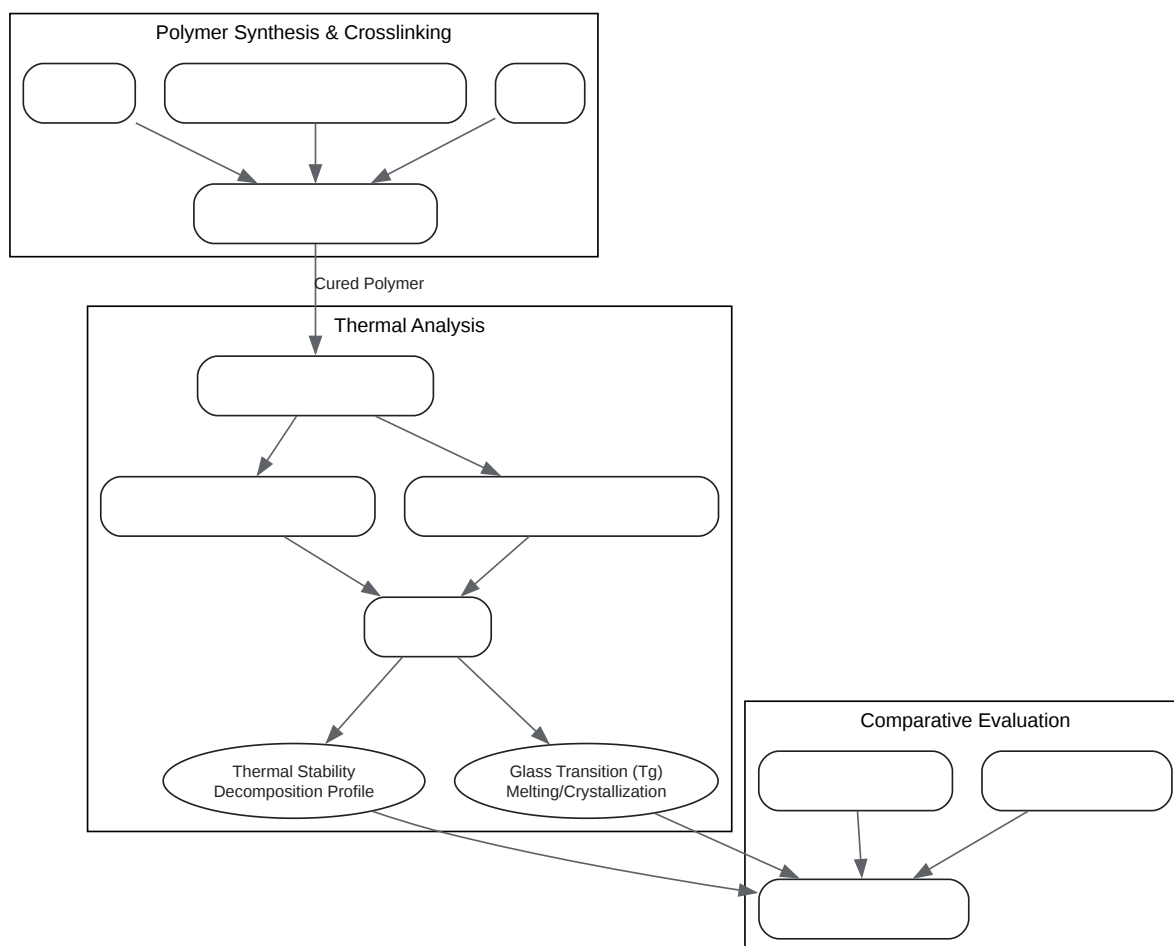 Polymer Synthesis & Crosslinking
Cured Polymer
Thermal Analysis
Thermal Stability
Decomposition Profile
Glass Transition (Tg)
Melting/Crystallization
Comparative Evaluation